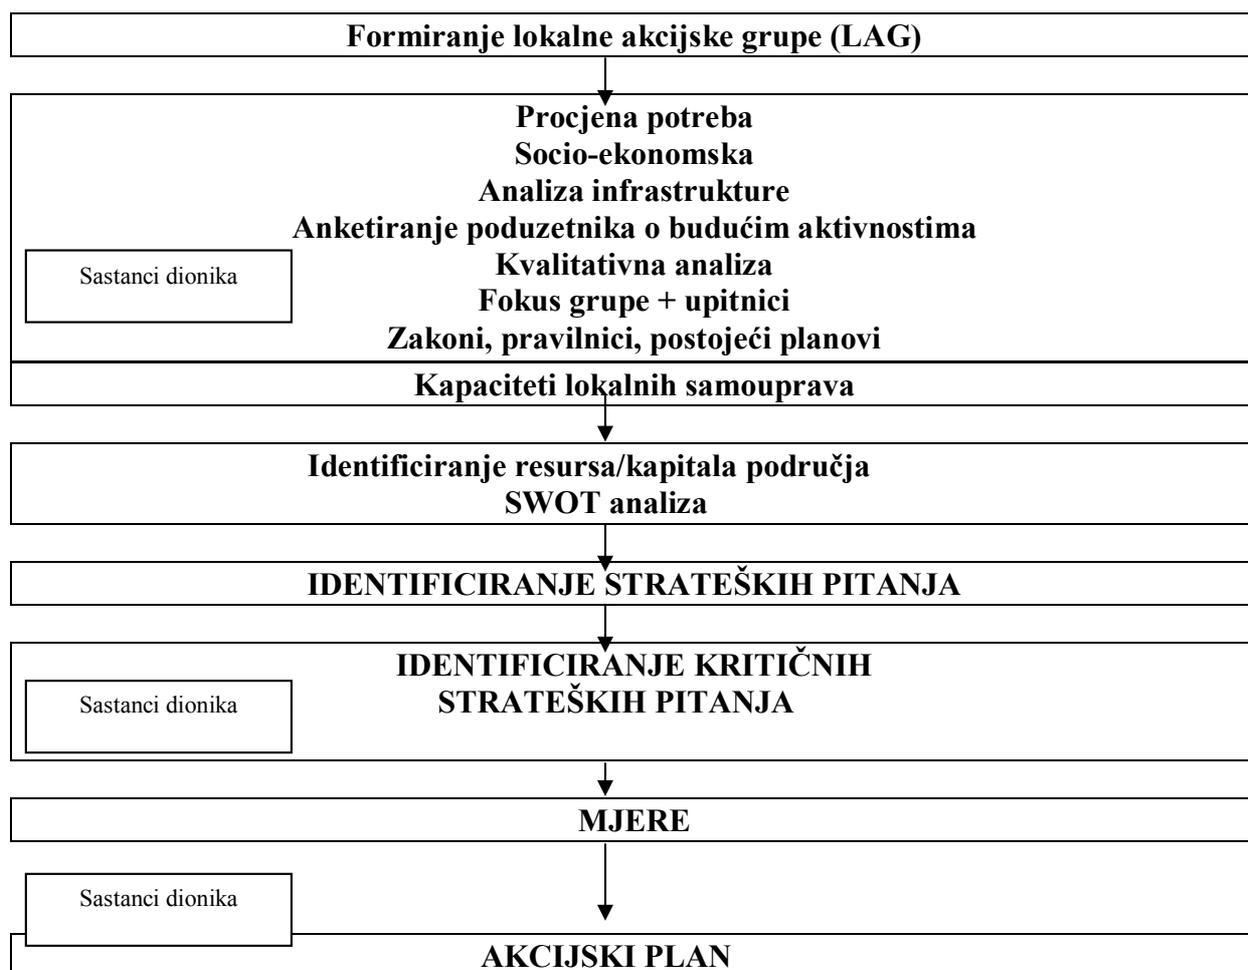 Formiranje lokalne akcijske grupe (LAG)
Procjena potreba
Socio-ekonomska
Analiza infrastrukture
Anketiranje poduzetnika o budućim aktivnostima
Sastanci dionika
Kvalitativna analiza
Fokus grupe + upitnici
Zakoni, pravilnici, postojeći planovi
Kapaciteti lokalnih samouprava
Identificiranje resursa/kapitala područja
SWOT analiza
IDENTIFICIRANJE STRATEŠKIH PITANJA
IDENTIFICIRANJE KRITIČNIH
STRATEŠKIH PITANJA
Sastanci dionika
MJERE
Sastanci dionika
AKCIJSKI PLAN